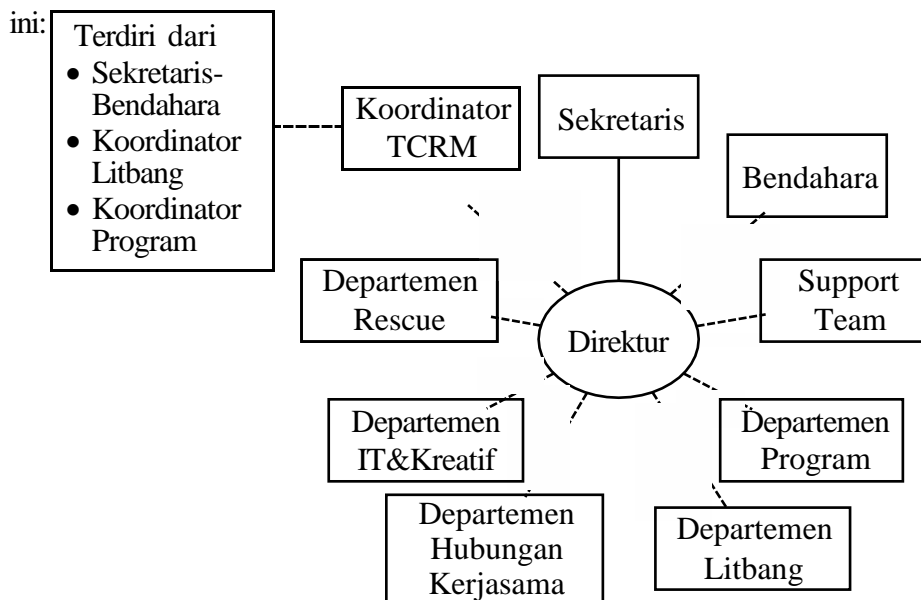 ini:
Terdiri dari
• Sekretaris-
Bendahara
• Koordinator
Litbang
• Koordinator
Program
Koordinator
TCRM
Sekretaris
Bendahara
Departemen
Rescue
Direktur
Support
Team
Departemen
IT&Kreatif
Departemen
Program
Departemen
Hubungan
Kerjasama
Departemen
Litbang